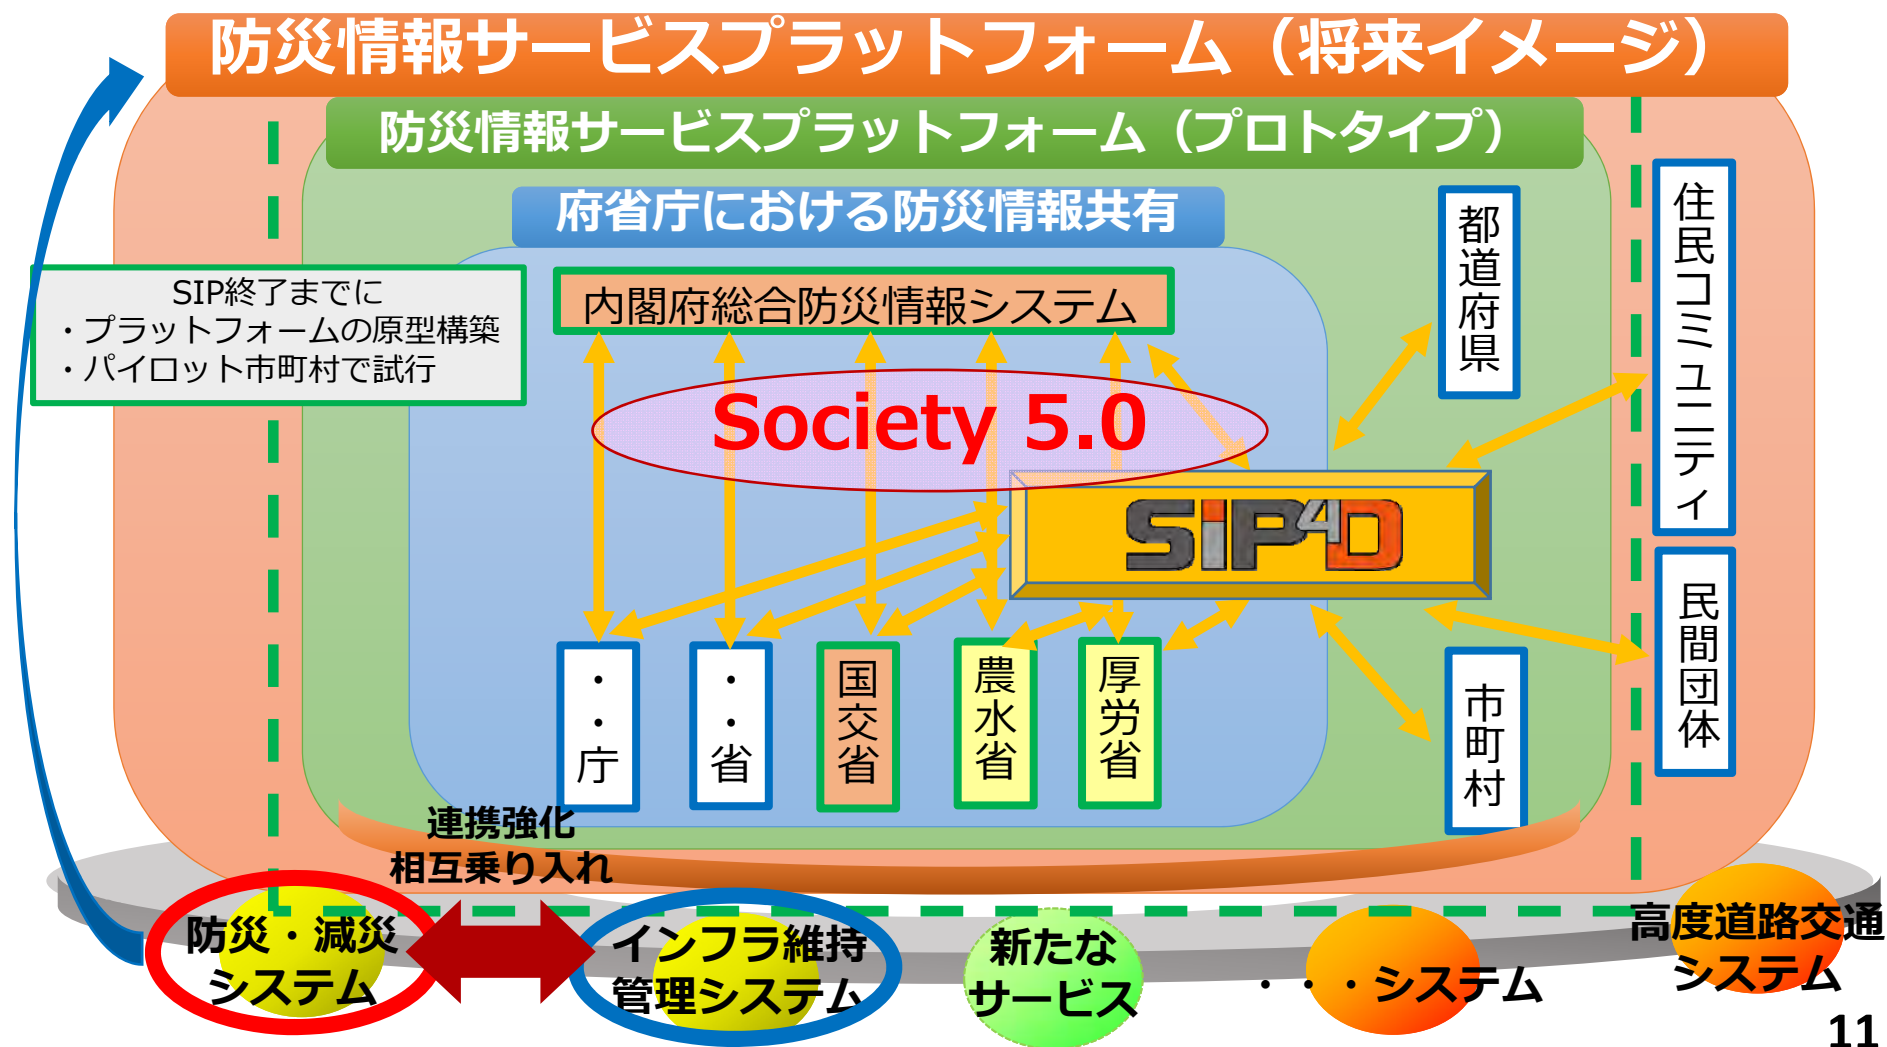 防災情報サービスプラットフォーム（将来イメージ）
防災情報サービスプラットフォーム（プロトタイプ）
府省庁における防災情報共有
SIP終了までに
・プラットフォームの原型構築
・パイロット市町村で試行
内閣府総合防災情報システム
都道府県
住民コミュニティ
Society 5.0
SIP4D
・・庁
・・省
国交省
農水省
厚労省
市町村
民間団体
連携強化
相互乗り入れ
防災・減災
システム
インフラ維持
管理システム
新たな
サービス
・・・システム
高度道路交通
システム
11